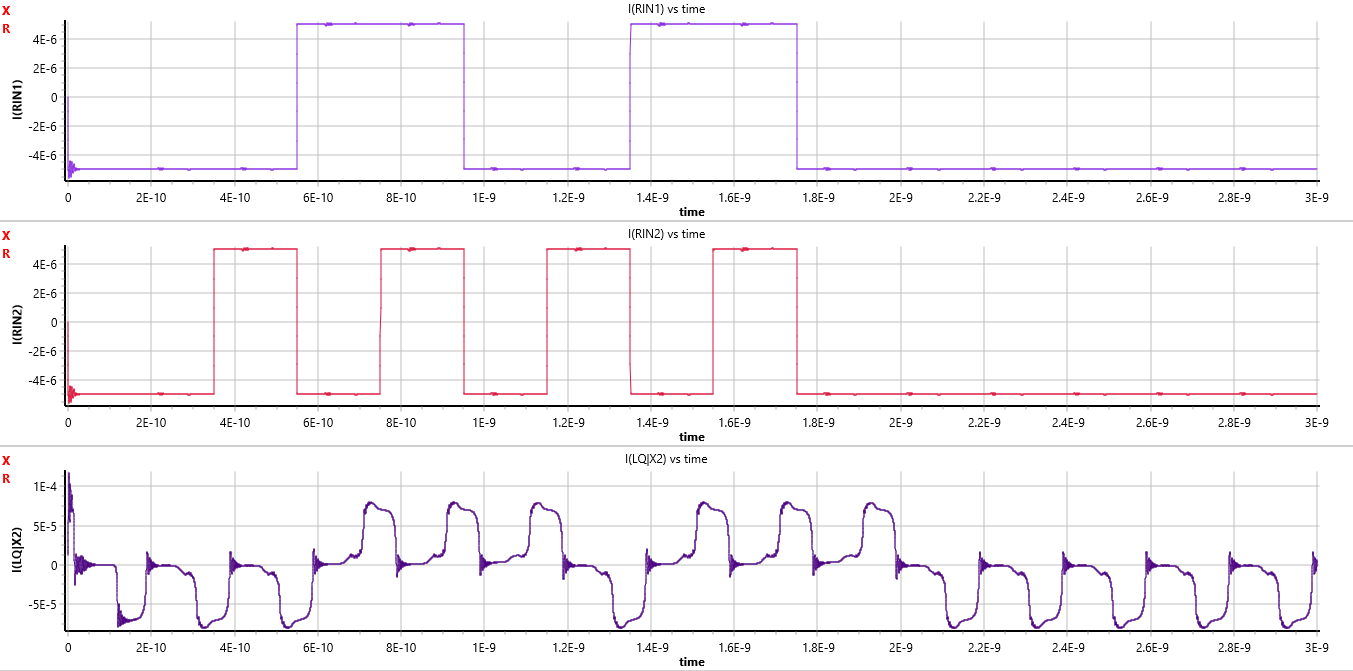 X
R
I(RIN1) vs time
I(RIN1)
4E-6
2E-6
0
-2E-6
-4E-6
0 2E-10 4E-10 6E-10 8E-10 1E-9 1.2E-9 1.4E-9 1.6E-9 1.8E-9 2E-9 2.2E-9 2.4E-9 2.6E-9 2.8E-9 3E-9
time
X
R
I(RIN2) vs time
I(RIN2)
4E-6
2E-6
0
-2E-6
-4E-6
0 2E-10 4E-10 6E-10 8E-10 1E-9 1.2E-9 1.4E-9 1.6E-9 1.8E-9 2E-9 2.2E-9 2.4E-9 2.6E-9 2.8E-9 3E-9
time
X
R
I(LQ|X2) vs time
I(LQ|X2)
1E-4
5E-5
0
-5E-5
0 2E-10 4E-10 6E-10 8E-10 1E-9 1.2E-9 1.4E-9 1.6E-9 1.8E-9 2E-9 2.2E-9 2.4E-9 2.6E-9 2.8E-9 3E-9
time